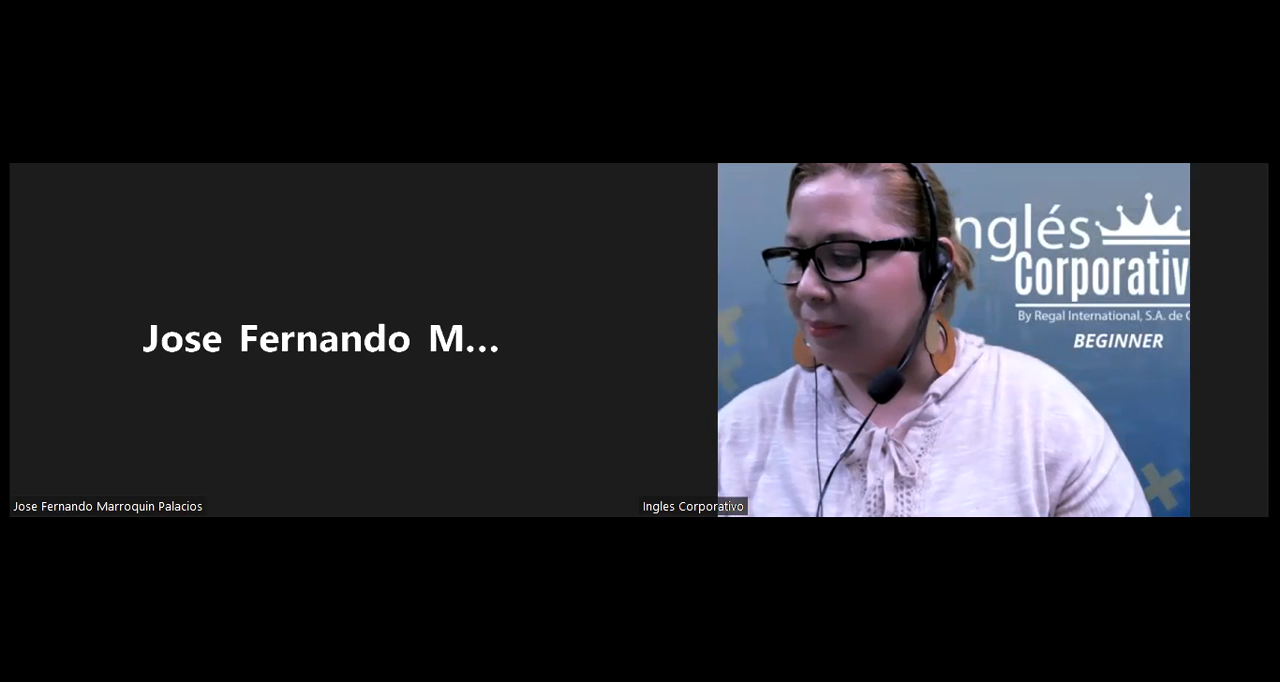 Jose Fernando M...
Jose Fernando Marroquin Palacios
nglés
Corporativ
By Regal International, S.A. de C
BEGINNER
Ingles Corporativo